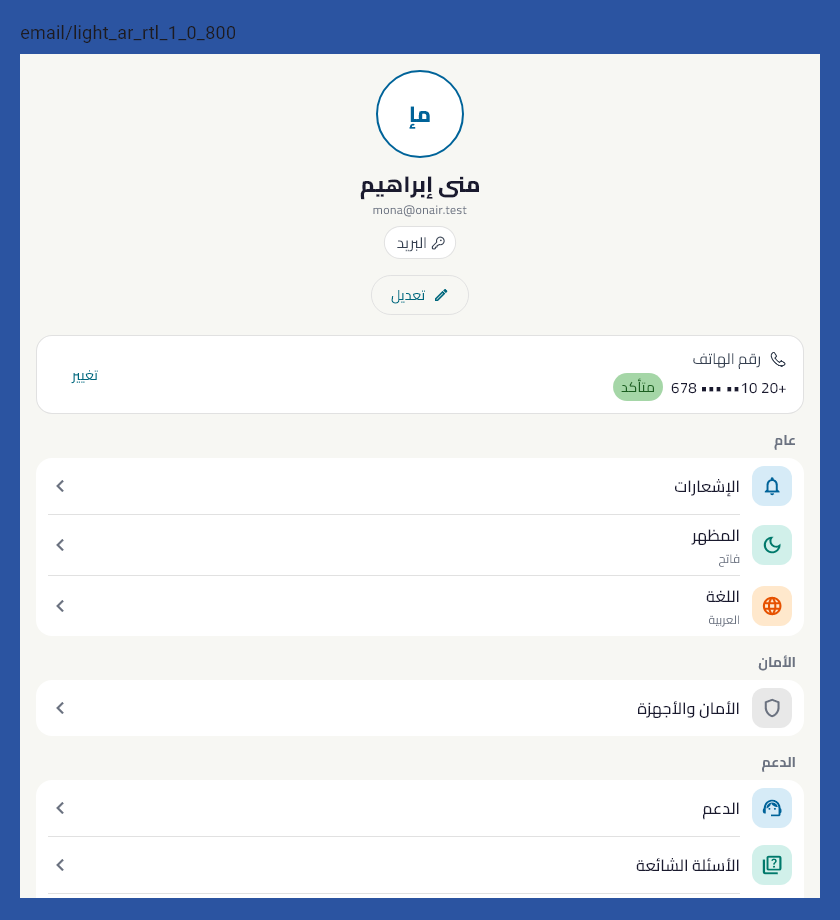 email/light_ar_rtl_1_0_800
مإ
منى إبراهيم
mona@onair.test
البريد
تعديل
رقم الهاتف
+20 10•• ••• 678 متأكد
تغيير
عام
الإشعارات
المظهر
فاتح
اللغة
العربية
الأمان
الأمان والأجهزة
الدعم
الدعم
الأسئلة الشائعة